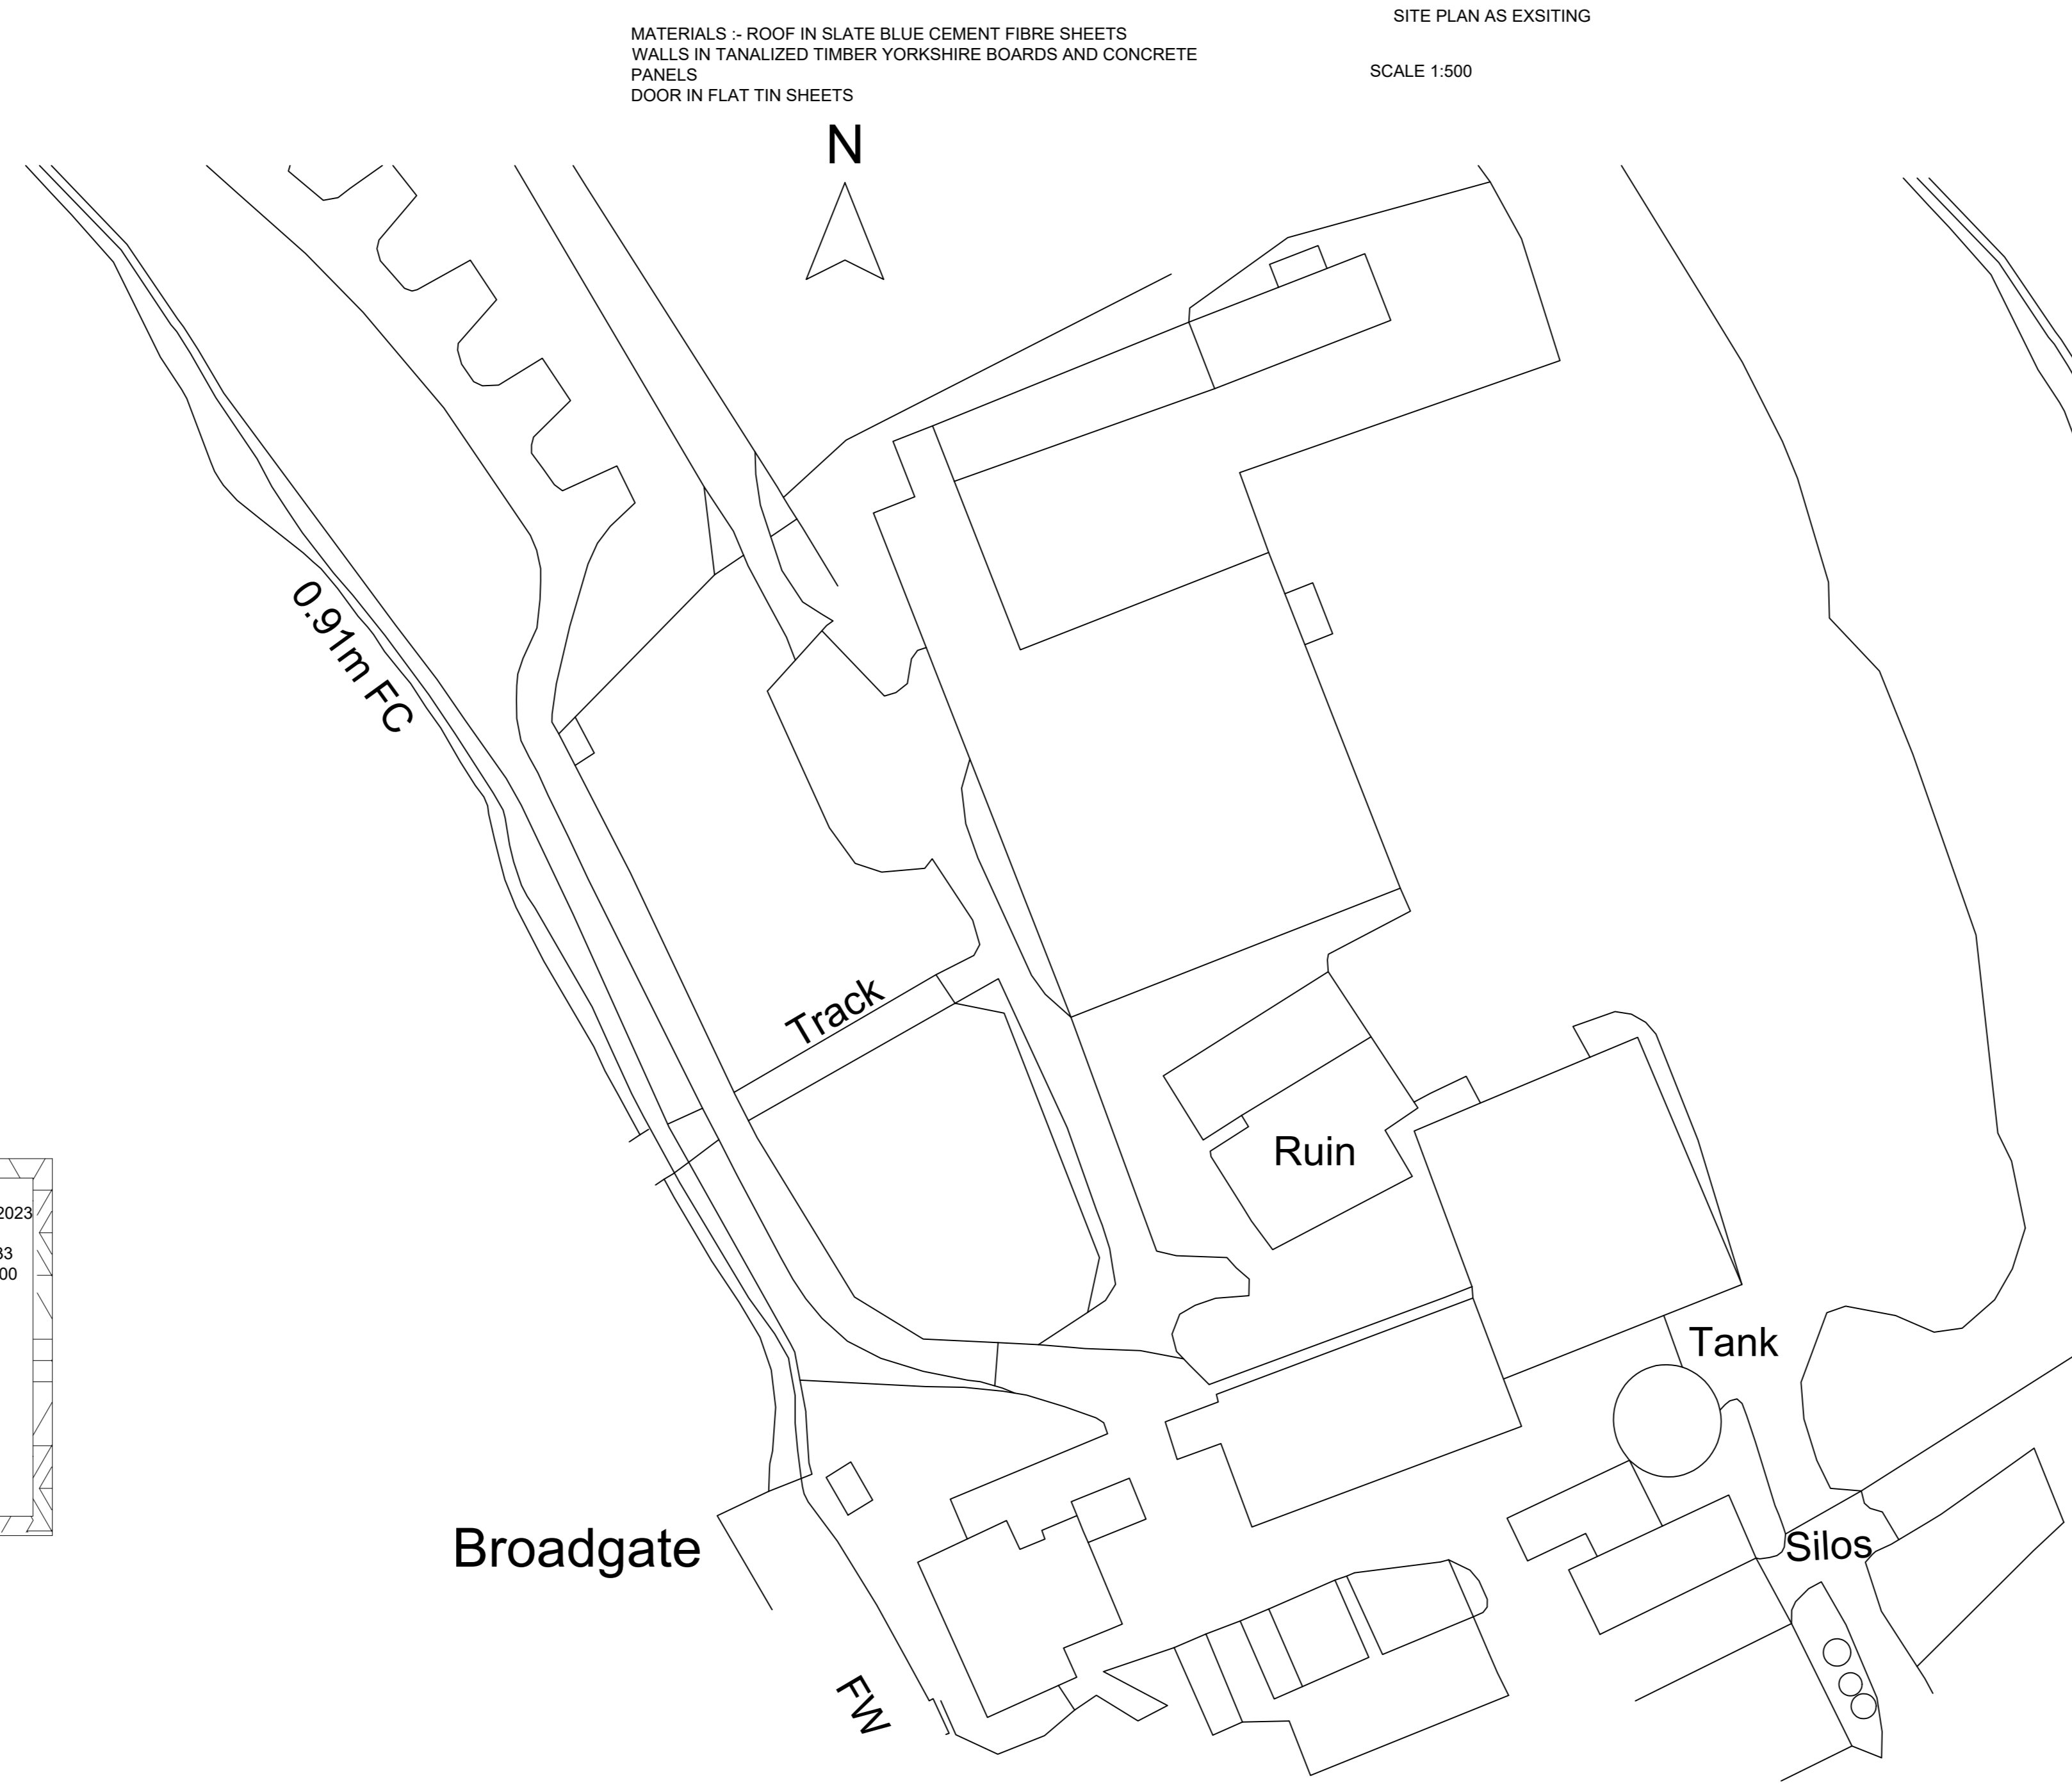 SITE PLAN AS EXSITING
MATERIALS :- ROOF IN SLATE BLUE CEMENT FIBRE SHEETS
WALLS IN TANALIZED TIMBER YORKSHIRE BOARDS AND CONCRETE
PANELS
DOOR IN FLAT TIN SHEETS
SCALE 1:500
N
0.91m FC
Track
Ruin
2023
33
00
Tank
Silos
Broadgate
FW